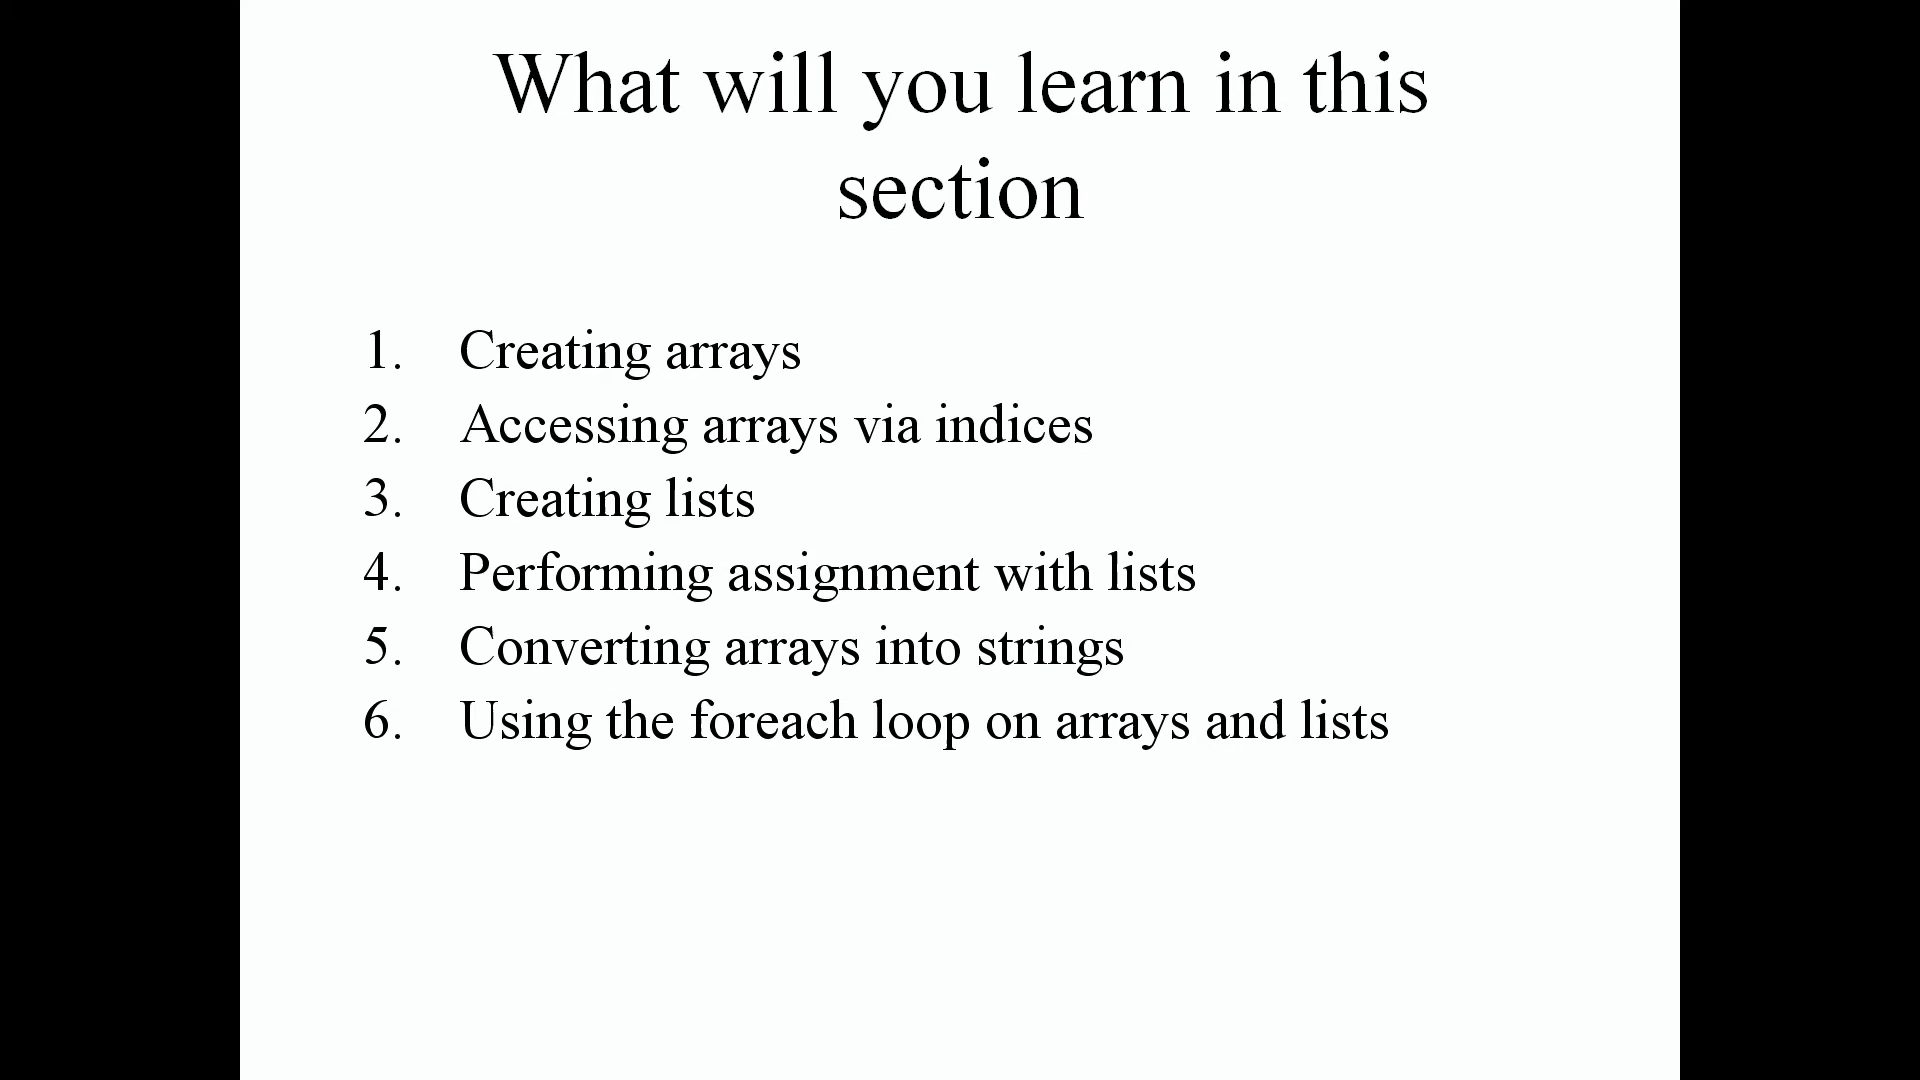 What will you learn in this
section
1. Creating arrays
2. Accessing arrays via indices
3. Creating lists
4. Performing assignment with lists
5. Converting arrays into strings
6. Using the foreach loop on arrays and lists